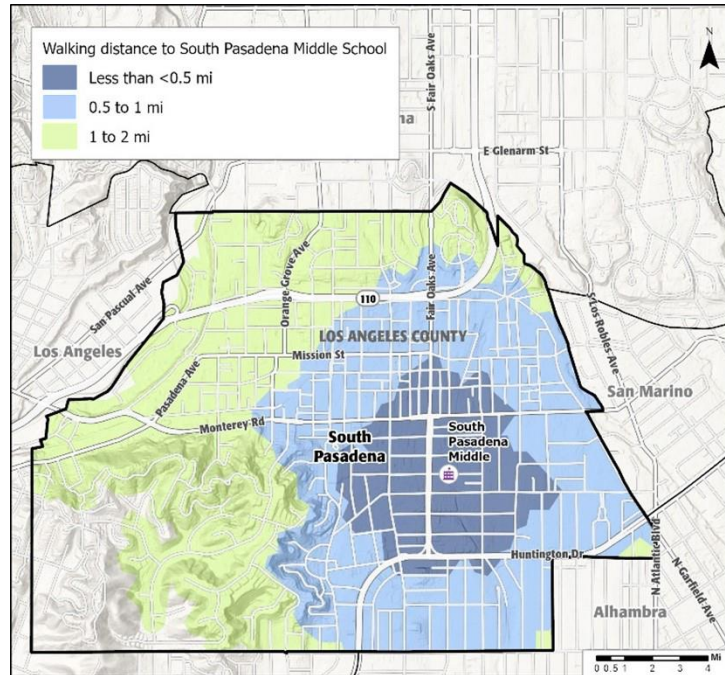 Walking distance to South Pasadena Middle School
Less than <0.5 mi
0.5 to 1 mi
1 to 2 mi
N
S Fair Oaks Ave
na
E Glenarm St
San Pascual Ave
Orange Grove Ave
110
Fair Oaks Ave
S Los Robles Ave
LOS ANGELES COUNTY
Los Angeles
Mission St
Pasadena Ave
San Marino
Monterey Rd
South
Pasadena
South
Pasadena
Middle
Huntington Dr
N Atlantic Blvd
N Garfield Ave
Alhambra
Mi
0 0.5 1 2 3 4